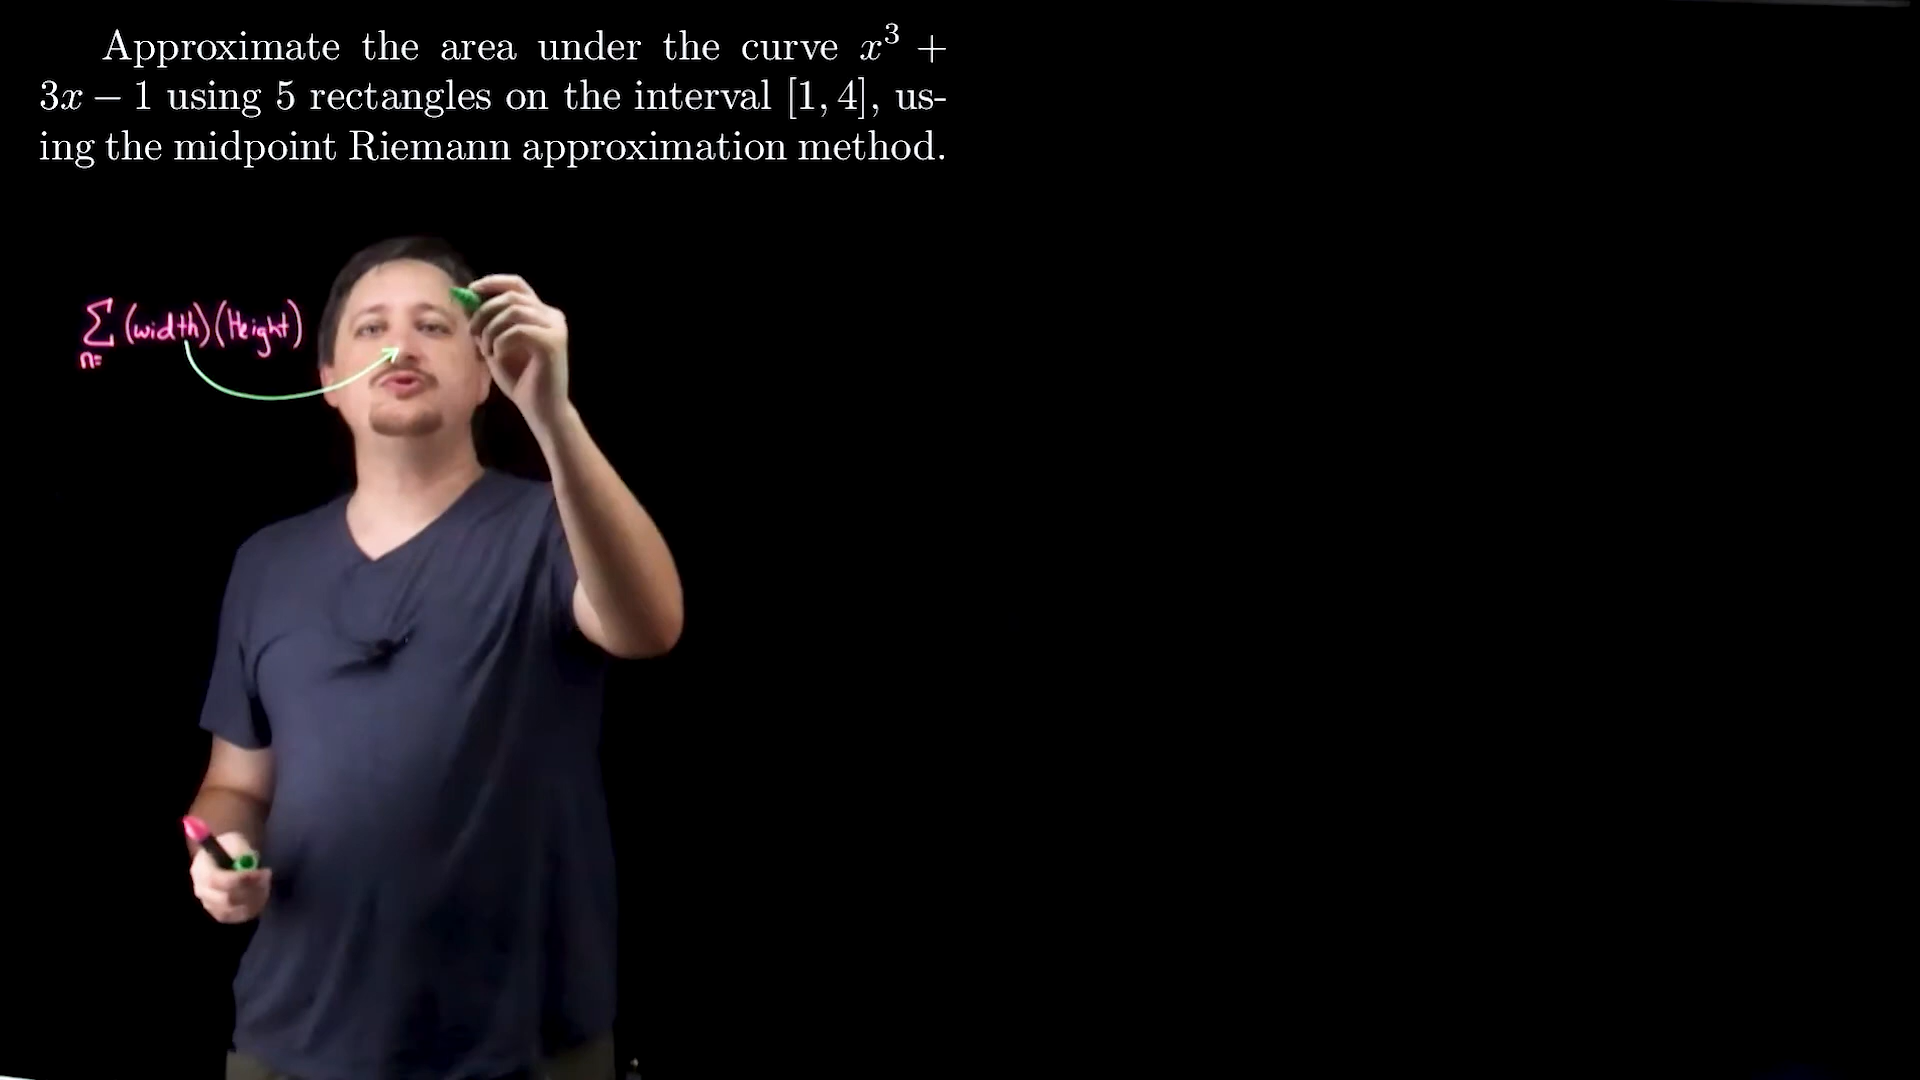 Approximate the area under the curve x³ +
3x − 1 using 5 rectangles on the interval [1, 4], us-
ing the midpoint Riemann approximation method.
∑ (width)(Height)
n=